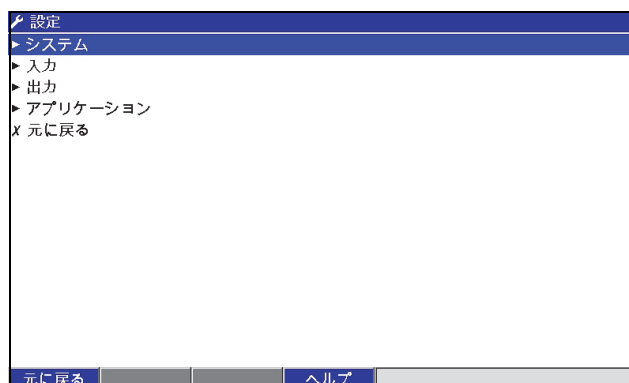 設定
システム
入力
出力
アプリケーション
X 元に戻る
元に戻る ヘルプ